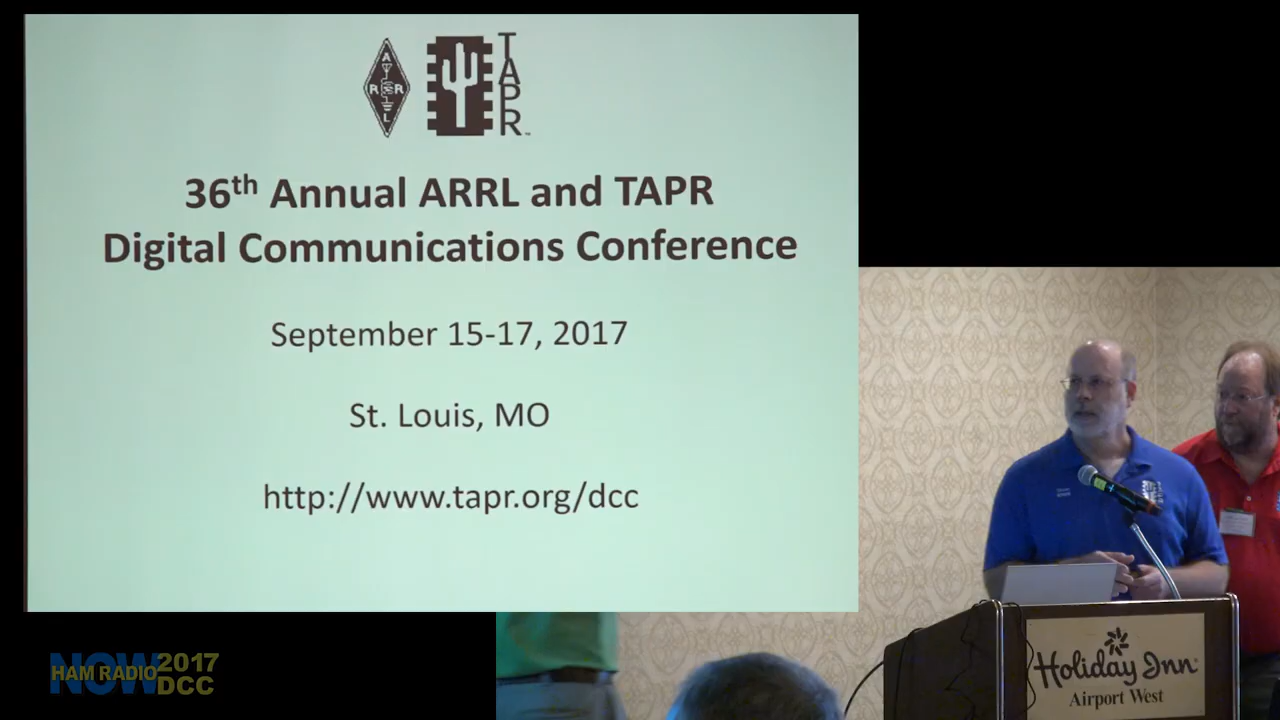 A
R R
L
TAPR
36th Annual ARRL and TAPR
Digital Communications Conference
September 15-17, 2017
St. Louis, MO
http://www.tapr.org/dcc
HAM RADIO
NOW
2017
DCC
Holiday Inn
Airport West